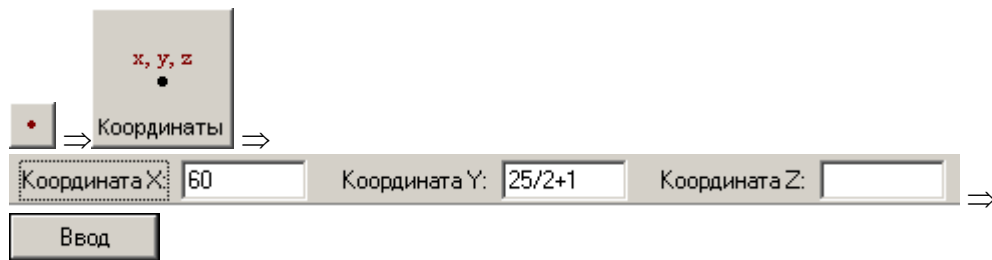 x, y, z
⇒ Координаты ⇒
Координата X: 60 Координата Y: 25/2+1 Координата Z: ⇒
Ввод